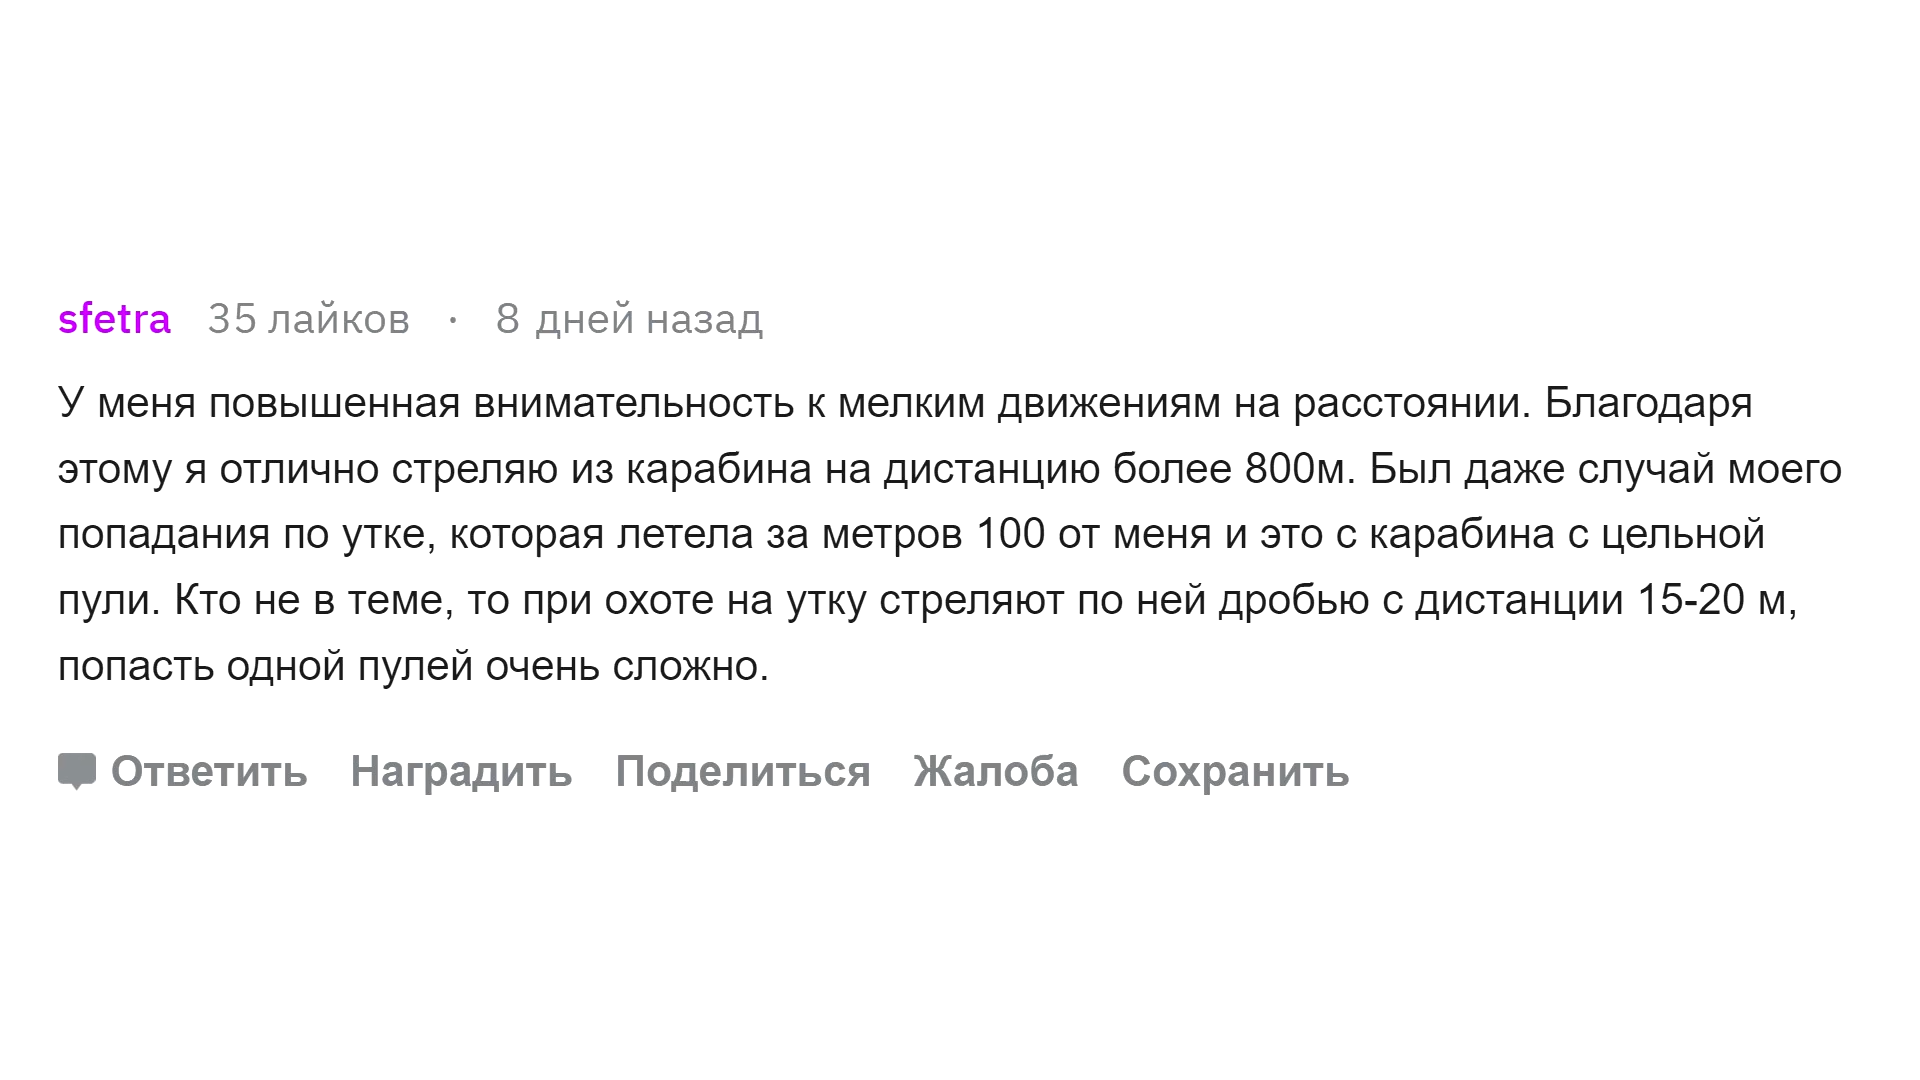 sfetra 35 лайков · 8 дней назад
У меня повышенная внимательность к мелким движениям на расстоянии. Благодаря
этому я отлично стреляю из карабина на дистанцию более 800м. Был даже случай моего
попадания по утке, которая летела за метров 100 от меня и это с карабина с цельной
пули. Кто не в теме, то при охоте на утку стреляют по ней дробью с дистанции 15-20 м,
попасть одной пулей очень сложно.
Ответить Наградить Поделиться Жалоба Сохранить